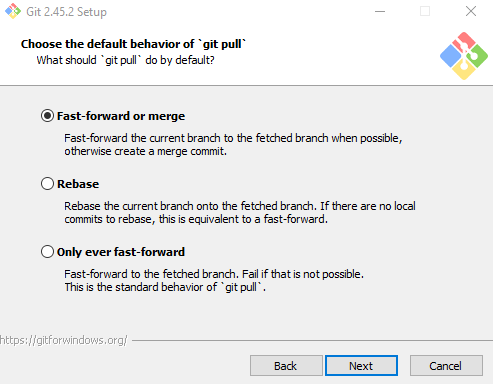 Git 2.45.2 Setup
Choose the default behavior of `git pull`
What should `git pull` do by default?
Fast-forward or merge
Fast-forward the current branch to the fetched branch when possible,
otherwise create a merge commit.
Rebase
Rebase the current branch onto the fetched branch. If there are no local
commits to rebase, this is equivalent to a fast-forward.
Only ever fast-forward
Fast-forward to the fetched branch. Fail if that is not possible.
This is the standard behavior of `git pull`.
https://gitforwindows.org/
Back Next Cancel